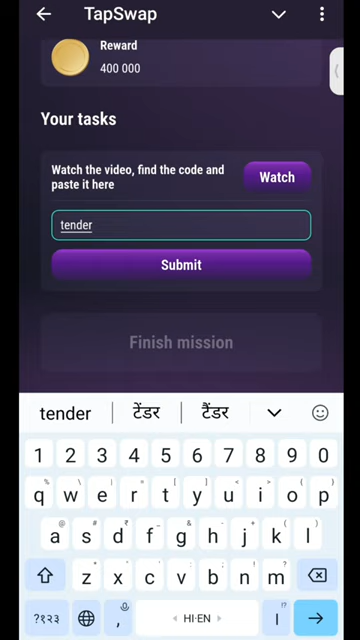 TapSwap
Reward
400 000
Your tasks
Watch the video, find the code and
paste it here
Watch
tender
Submit
Finish mission
tender टेंडर टैंडर
1 2 3 4 5 6 7 8 9 0
q w e r t y u i o p
a s d f g h j k l
z x c v b n m
?१२३ , HI·EN ।